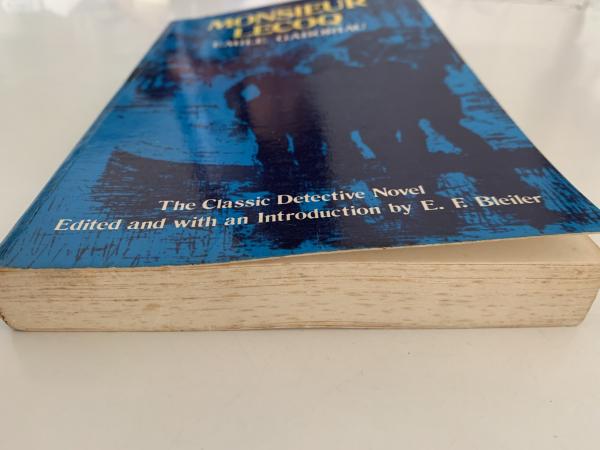 MONSIEUR
LECOQ
EMILE GABORIAU
The Classic Detective Novel
Edited and with an Introduction by E. F. Bleiler